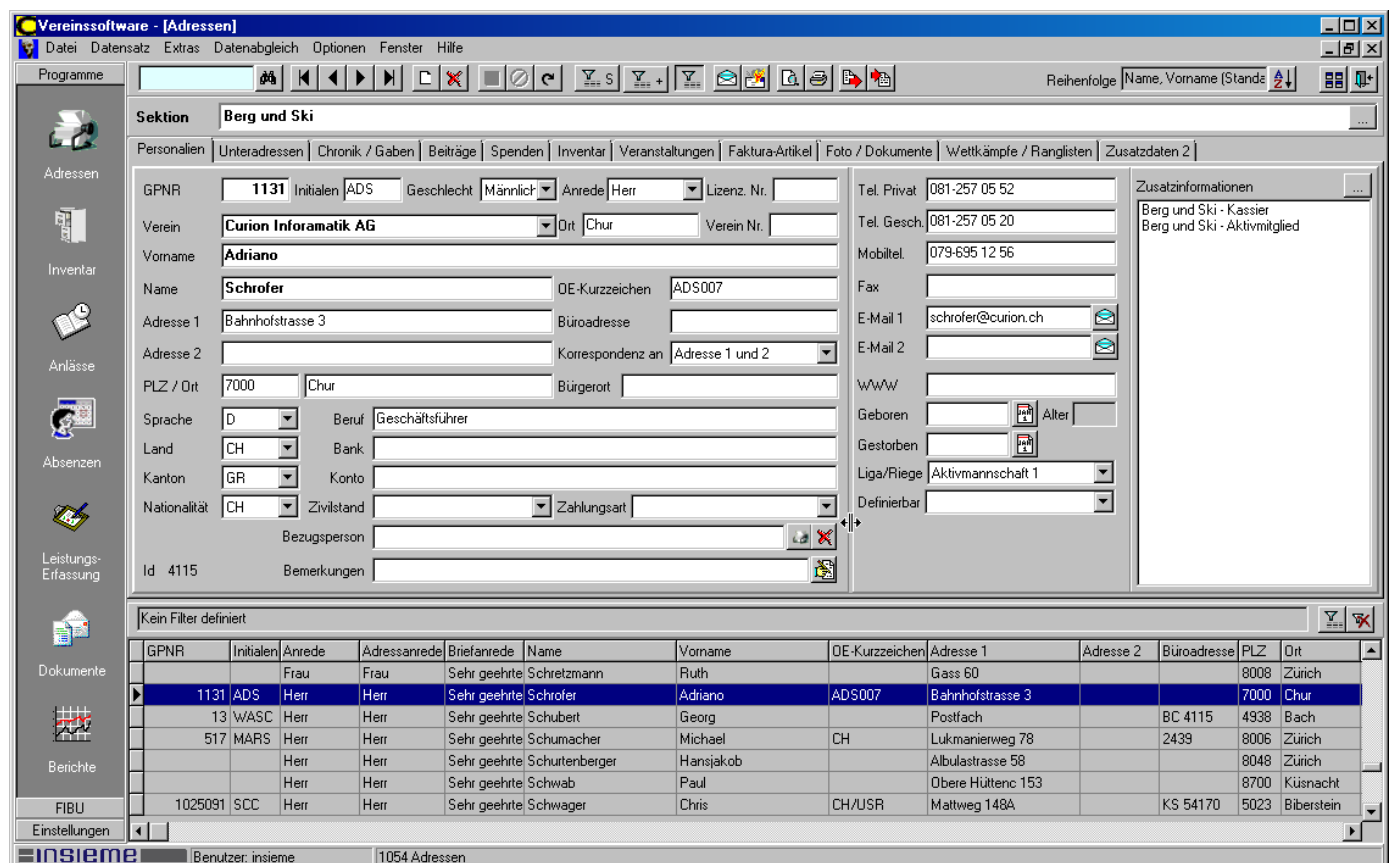 Vereinssoftware - [Adressen]
Datei Datensatz Extras Datenabgleich Optionen Fenster Hilfe
Programme
S
+
Reihenfolge Name, Vorname (Standa
Sektion Berg und Ski ...
Personalien Unteradressen Chronik / Gaben Beiträge Spenden Inventar Veranstaltungen Faktura-Artikel Foto / Dokumente Wettkämpfe / Ranglisten Zusatzdaten 2
Adressen
Inventar
Anlässe
Absenzen
Leistungs-
Erfassung
Dokumente
Berichte
FIBU
Einstellungen
GPNR 1131 Initialen ADS Geschlecht Männlich Anrede Herr Lizenz. Nr.
Verein Curion Inforamatik AG Ort Chur Verein Nr.
Vorname Adriano
Name Schrofer OE-Kurzzeichen ADS007
Adresse 1 Bahnhofstrasse 3 Büroadresse
Adresse 2 Korrespondenz an Adresse 1 und 2
PLZ / Ort 7000 Chur Bürgerort
Sprache D Beruf Geschäftsführer
Land CH Bank
Kanton GR Konto
Nationalität CH Zivilstand Zahlungsart
Bezugsperson
Id 4115 Bemerkungen
Tel. Privat 081-257 05 52
Tel. Gesch. 081-257 05 20
Mobiltel. 079-695 12 56
Fax
E-Mail 1 schrofer@curion.ch
E-Mail 2
WWW
Geboren Alter
Gestorben
Liga/Riege Aktivmannschaft 1
Definierbar
Zusatzinformationen ...
Berg und Ski - Kassier
Berg und Ski - Aktivmitglied
Kein Filter definiert
GPNR Initialen Anrede Adressanrede Briefanrede Name Vorname OE-Kurzzeichen Adresse 1 Adresse 2 Büroadresse PLZ Ort
Frau Frau Sehr geehrte Schretzmann Ruth Gass 60 8008 Zürich
1131 ADS Herr Herr Sehr geehrte Schrofer Adriano ADS007 Bahnhofstrasse 3 7000 Chur
13 WASC Herr Herr Sehr geehrte Schubert Georg Postfach BC 4115 4938 Bach
517 MARS Herr Herr Sehr geehrte Schumacher Michael CH Lukmanierweg 78 2439 8006 Zürich
Herr Herr Sehr geehrte Schurtenberger Hansjakob Albulastrasse 58 8048 Zürich
Herr Herr Sehr geehrte Schwab Paul Obere Hüttenc 153 8700 Küsnacht
1025091 SCC Herr Herr Sehr geehrte Schwager Chris CH/USR Mattweg 148A KS 54170 5023 Biberstein
INSIEME Benutzer: insieme 1054 Adressen